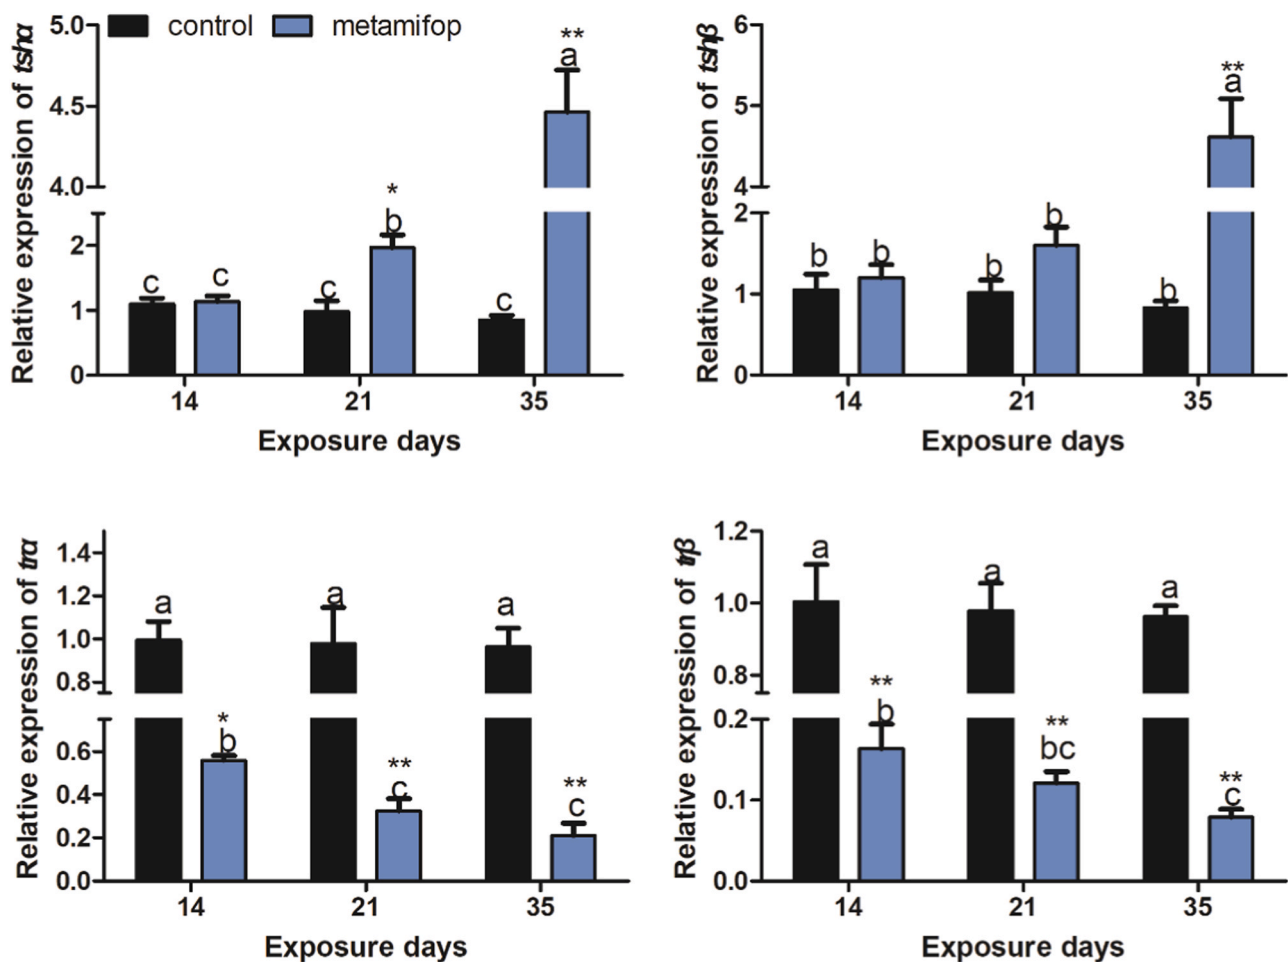 control metamifop
Relative expression of tshα
5.0
4.5
4.0
2
1
0
c c c b * c a **
14 21 35
Exposure days
Relative expression of tshβ
6
5
4
2
1
0
b b b b b a **
14 21 35
Exposure days
Relative expression of trα
1.4
1.2
1.0
0.8
0.6
0.4
0.2
0.0
a b * a c ** a c **
14 21 35
Exposure days
Relative expression of trβ
1.2
1.0
0.8
0.2
0.1
0.0
a b ** a bc ** a c **
14 21 35
Exposure days